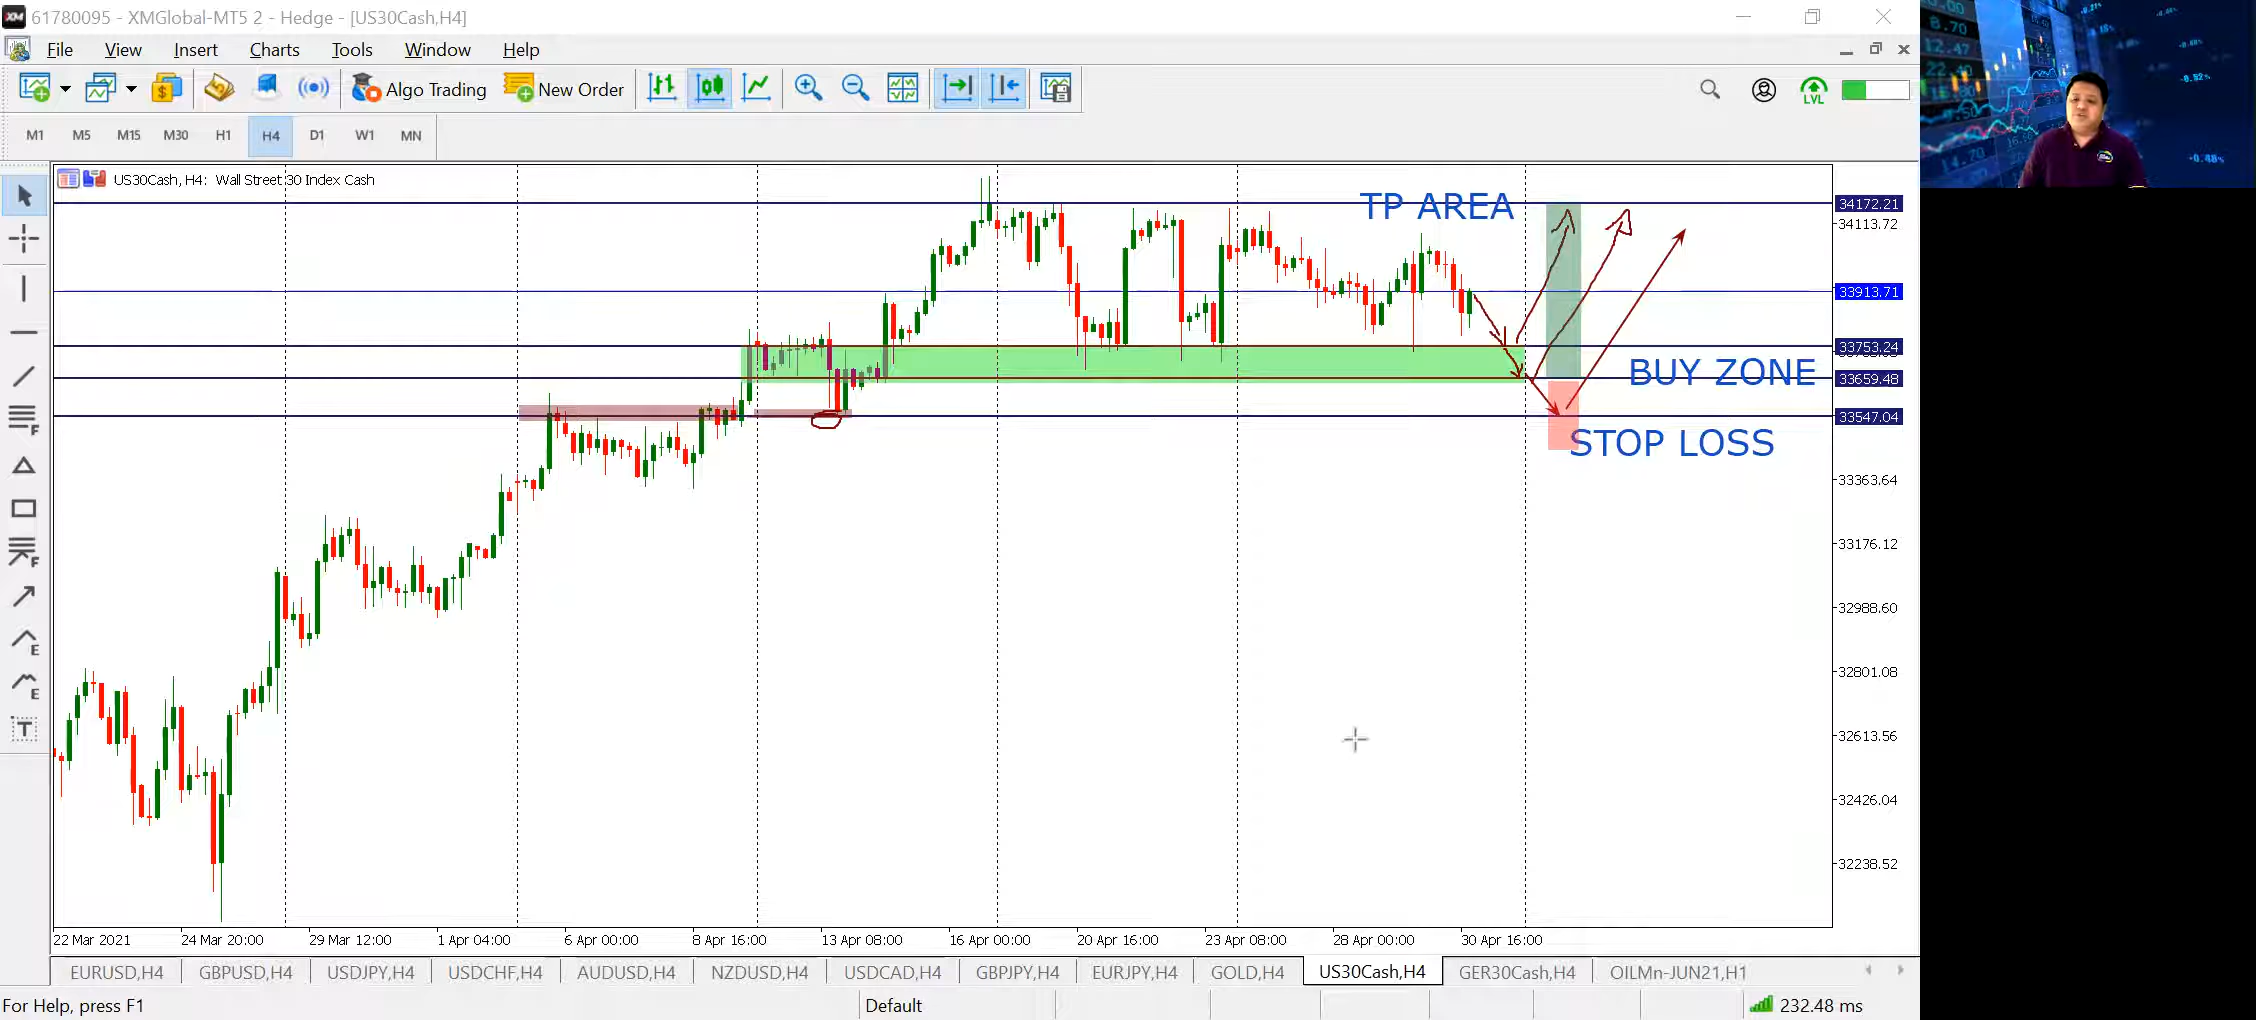 61780095 - XMGlobal-MT5 2 - Hedge - [US30Cash,H4]
File View Insert Charts Tools Window Help
Algo Trading New Order
LVL
M1 M5 M15 M30 H1 H4 D1 W1 MN
US30Cash, H4: Wall Street 30 Index Cash
TP AREA
34172.21
34113.72
33913.71
33753.24
BUY ZONE
33659.48
33547.04
STOP LOSS
33363.64
33176.12
32988.60
32801.08
32613.56
32426.04
32238.52
22 Mar 2021 24 Mar 20:00 29 Mar 12:00 1 Apr 04:00 6 Apr 00:00 8 Apr 16:00 13 Apr 08:00 16 Apr 00:00 20 Apr 16:00 23 Apr 08:00 28 Apr 00:00 30 Apr 16:00
EURUSD,H4 GBPUSD,H4 USDJPY,H4 USDCHF,H4 AUDUSD,H4 NZDUSD,H4 USDCAD,H4 GBPJPY,H4 EURJPY,H4 GOLD,H4 US30Cash,H4 GER30Cash,H4 OILMn-JUN21,H1
For Help, press F1 Default 232.48 ms